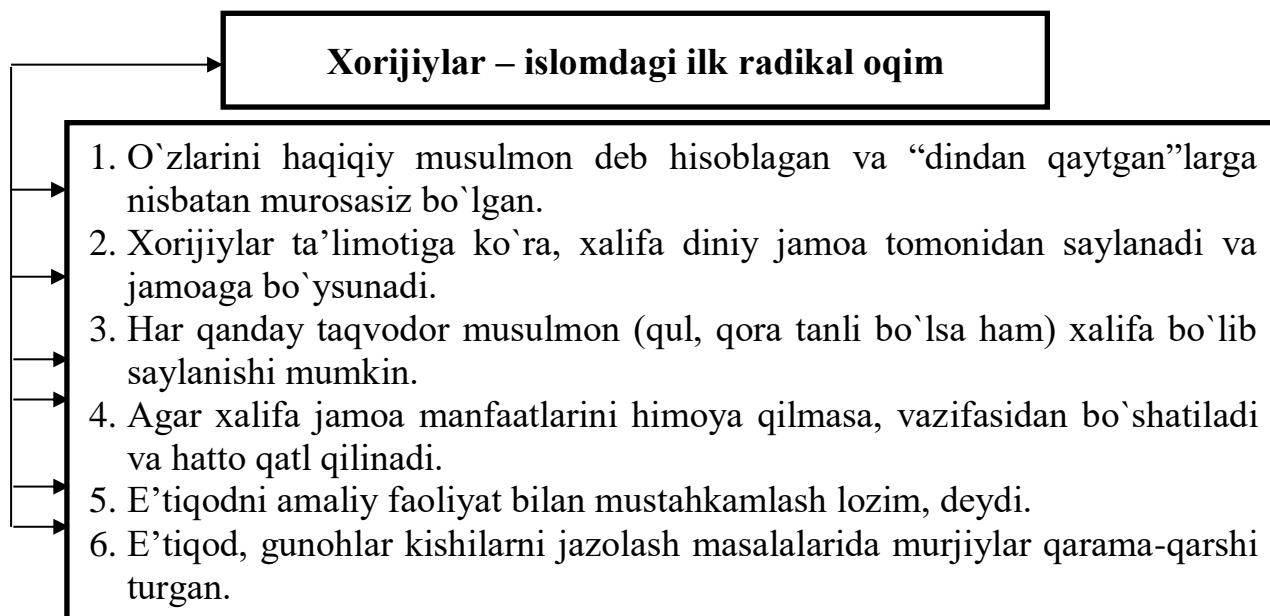 Xorijiylar – islomdagi ilk radikal oqim
1. O`zlarini haqiqiy musulmon deb hisoblagan va “dindan qaytgan”larga
nisbatan murosasiz bo`lgan.
2. Xorijiylar ta’limotiga ko`ra, xalifa diniy jamoa tomonidan saylanadi va
jamoaga bo`ysunadi.
3. Har qanday taqvodor musulmon (qul, qora tanli bo`lsa ham) xalifa bo`lib
saylanishi mumkin.
4. Agar xalifa jamoa manfaatlarini himoya qilmasa, vazifasidan bo`shatiladi
va hatto qatl qilinadi.
5. E’tiqodni amaliy faoliyat bilan mustahkamlash lozim, deydi.
6. E’tiqod, gunohlar kishilarni jazolash masalalarida murjiylar qarama-qarshi
turgan.